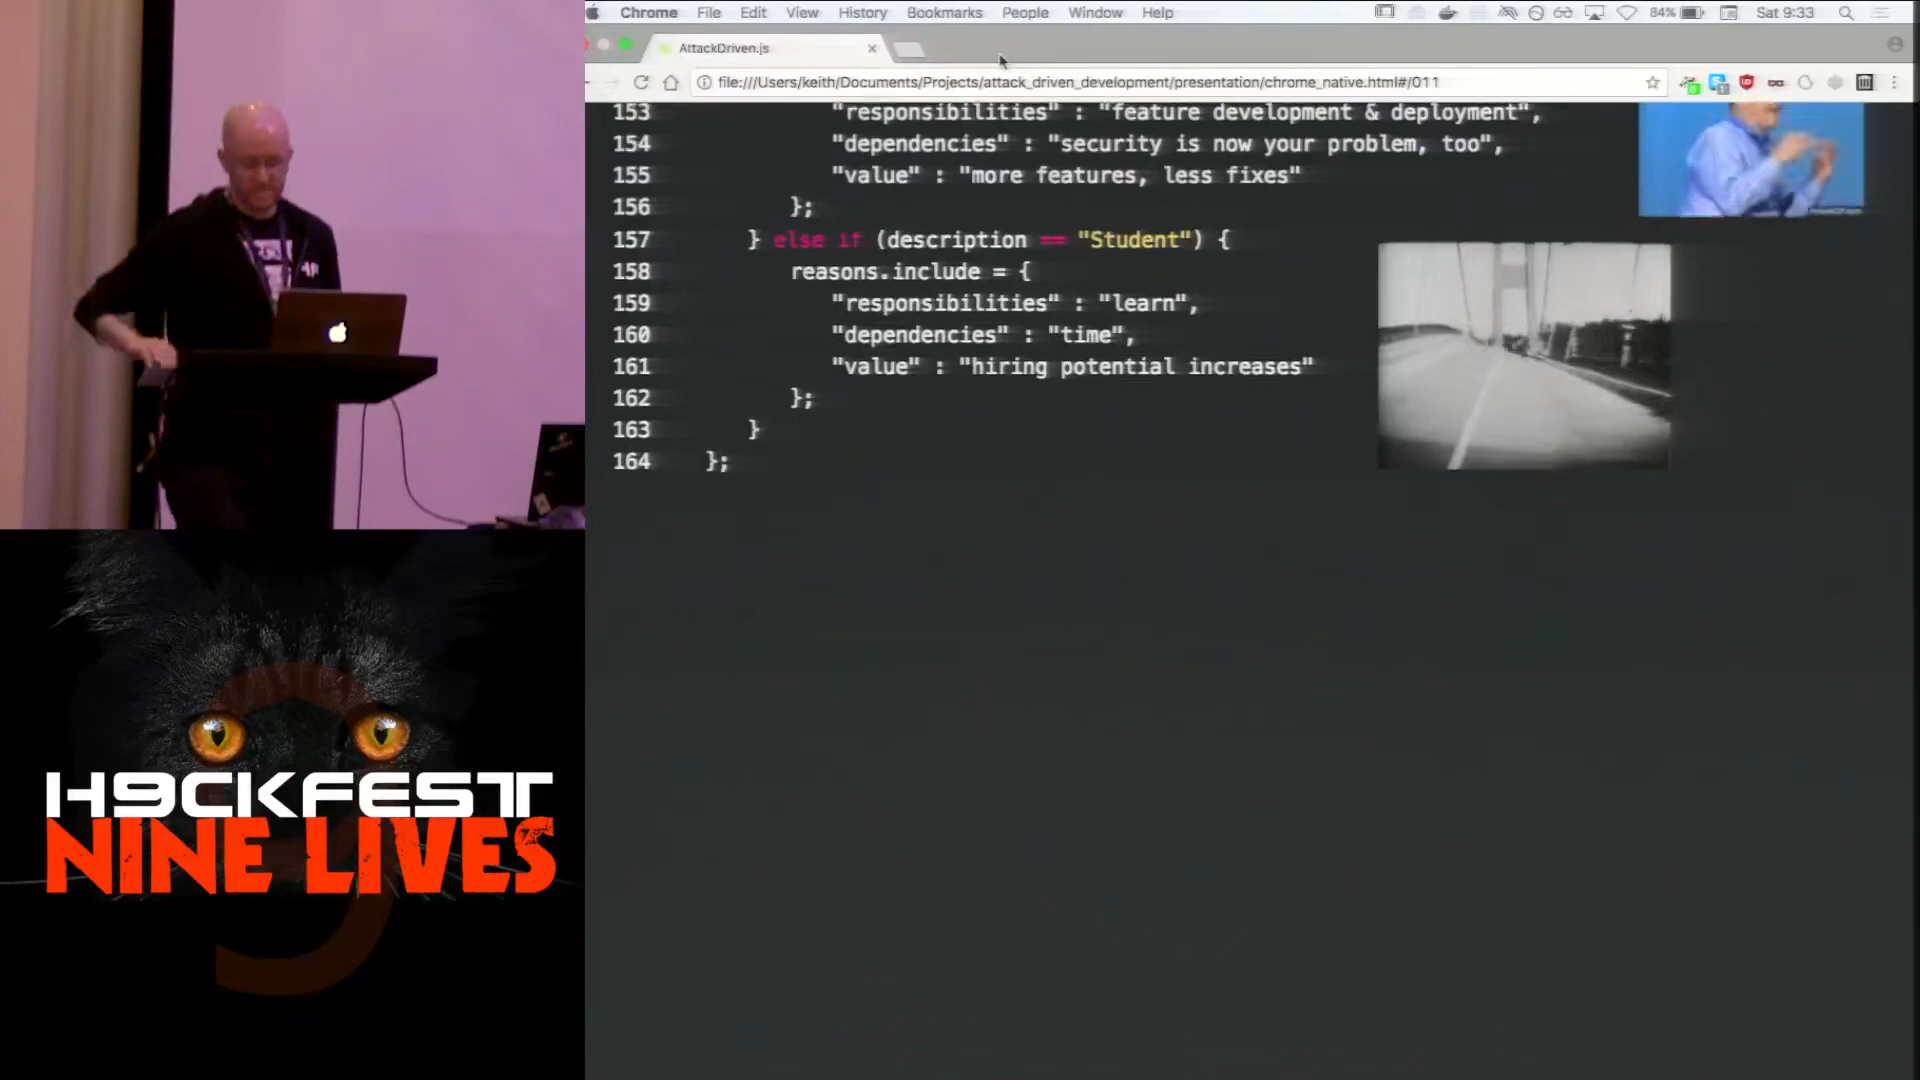 Chrome File Edit View History Bookmarks People Window Help 84% Sat 9:33
AttackDriven.js
file:///Users/keith/Documents/Projects/attack_driven_development/presentation/chrome_native.html#/011
153 "responsibilities" : "feature development & deployment",
154 "dependencies" : "security is now your problem, too",
155 "value" : "more features, less fixes"
156 };
157 } else if (description == "Student") {
158 reasons.include = {
159 "responsibilities" : "learn",
160 "dependencies" : "time",
161 "value" : "hiring potential increases"
162 };
163 }
164 };
H9CKFEST
NINE LIVES
9